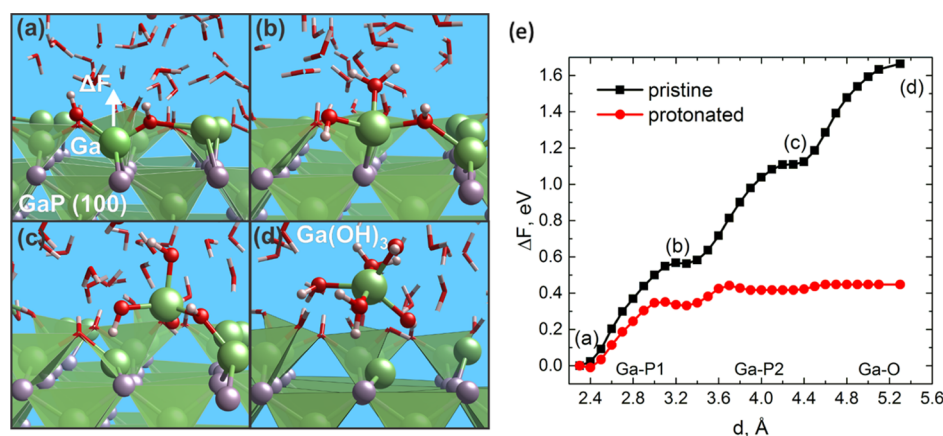 (a)
ΔF
Ga
GaP (100)
(b)
(c)
(d)
Ga(OH)3
(e)
ΔF, eV
1.6
1.4
1.2
1.0
0.8
0.6
0.4
0.2
0.0
pristine
protonated
(a)
(b)
(c)
(d)
Ga-P1 Ga-P2 Ga-O
2.4 2.8 3.2 3.6 4.0 4.4 4.8 5.2 5.6
d, Å